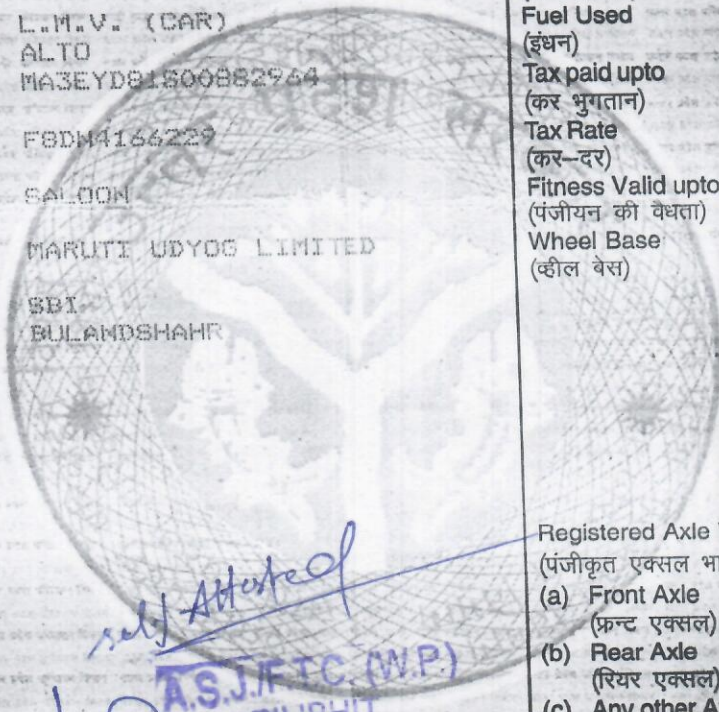 L.M.V. (CAR)
ALTO
MA3EYD81S00882964
F8DN4166229
SALOON
MARUTI UDYOG LIMITED
SBI
BULANDSHAHR
Fuel Used
(इंधन)
Tax paid upto
(कर भुगतान)
Tax Rate
(कर–दर)
Fitness Valid upto
(पंजीयन की वैधता)
Wheel Base
(व्हील बेस)
Registered Axle
(पंजीकृत एक्सल भा
(a) Front Axle
(फ्रन्ट एक्सल)
(b) Rear Axle
(रियर एक्सल)
(c) Any other A
self Attested
A.S.J./F.T.C. (W.P.)